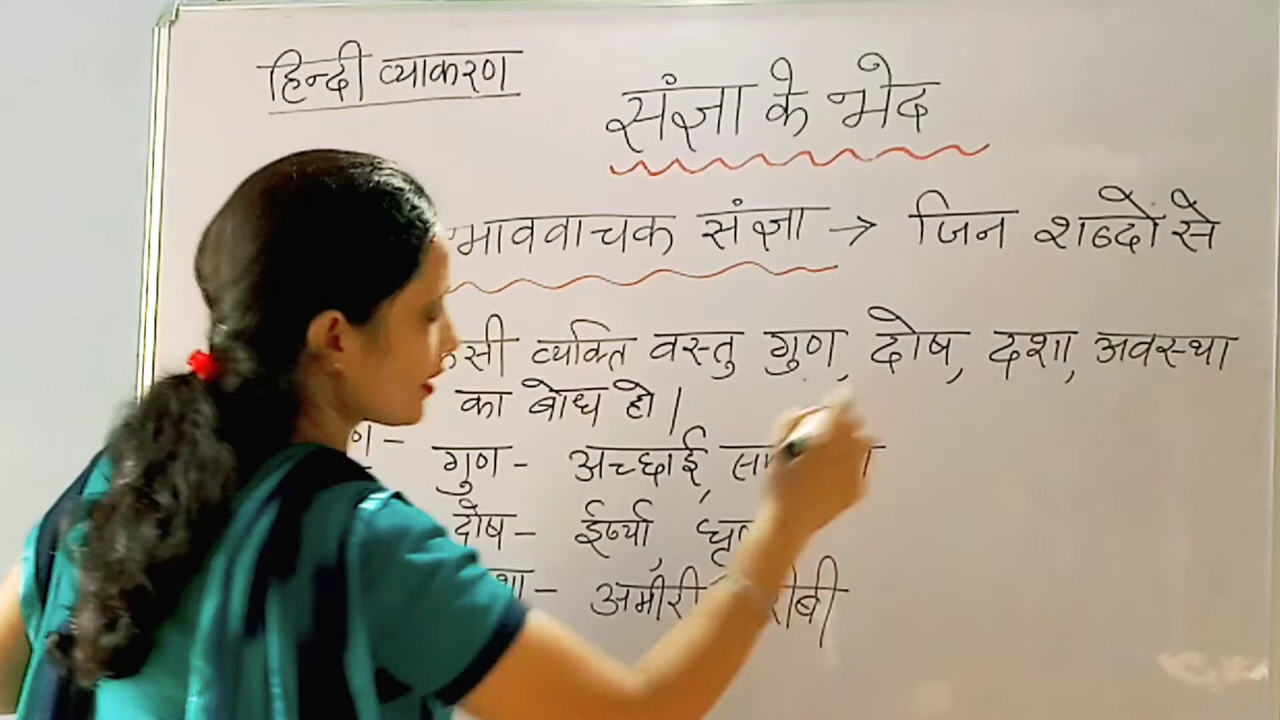 हिन्दी व्याकरण
संज्ञा के भेद
भाववाचक संज्ञा → जिन शब्दों से
व्यक्ति वस्तु गुण, दोष, दशा, अवस्था
का बोध हो।
गुण - अच्छाई,
दोष - ईर्ष्या,
अमीरी